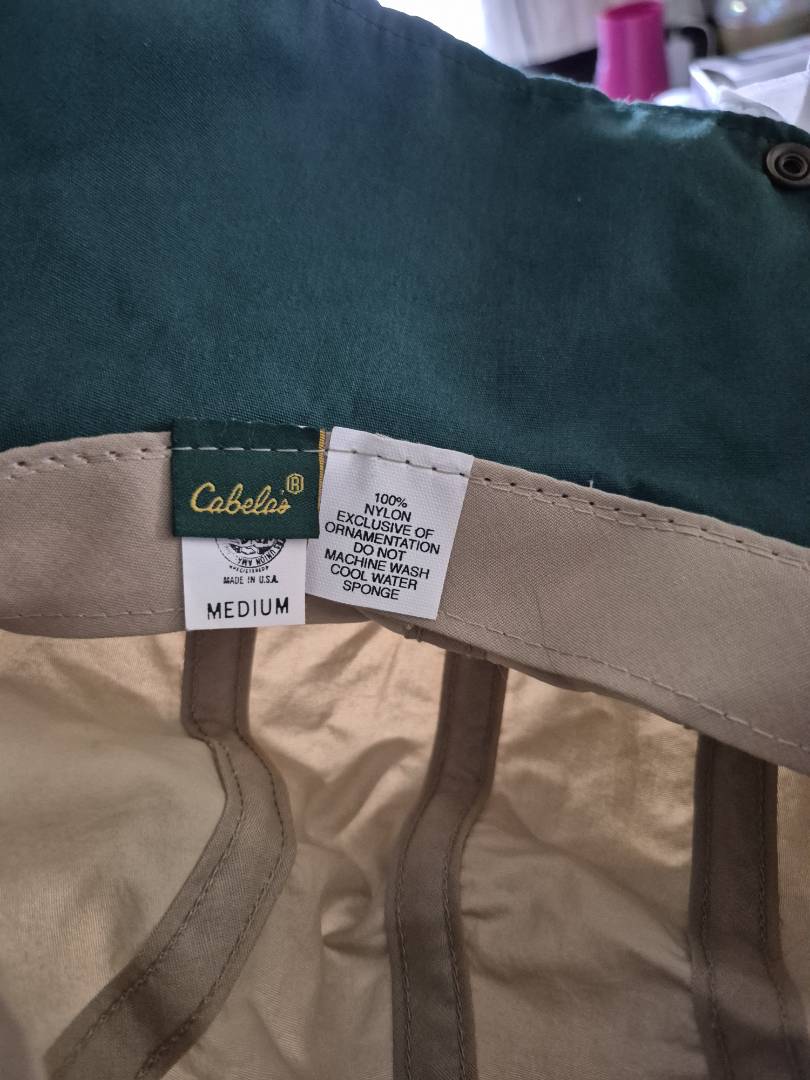 Cabela's®
MADE IN U.S.A.
MEDIUM
100%
NYLON
EXCLUSIVE OF
ORNAMENTATION
DO NOT
MACHINE WASH
COOL WATER
SPONGE